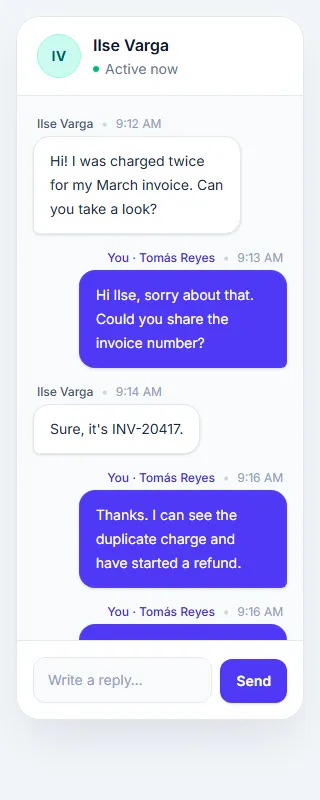 IV
Ilse Varga
Active now
Ilse Varga • 9:12 AM
Hi! I was charged twice
for my March invoice. Can
you take a look?
You · Tomás Reyes • 9:13 AM
Hi Ilse, sorry about that.
Could you share the
invoice number?
Ilse Varga • 9:14 AM
Sure, it's INV-20417.
You · Tomás Reyes • 9:16 AM
Thanks. I can see the
duplicate charge and
have started a refund.
You · Tomás Reyes • 9:16 AM
Write a reply...
Send